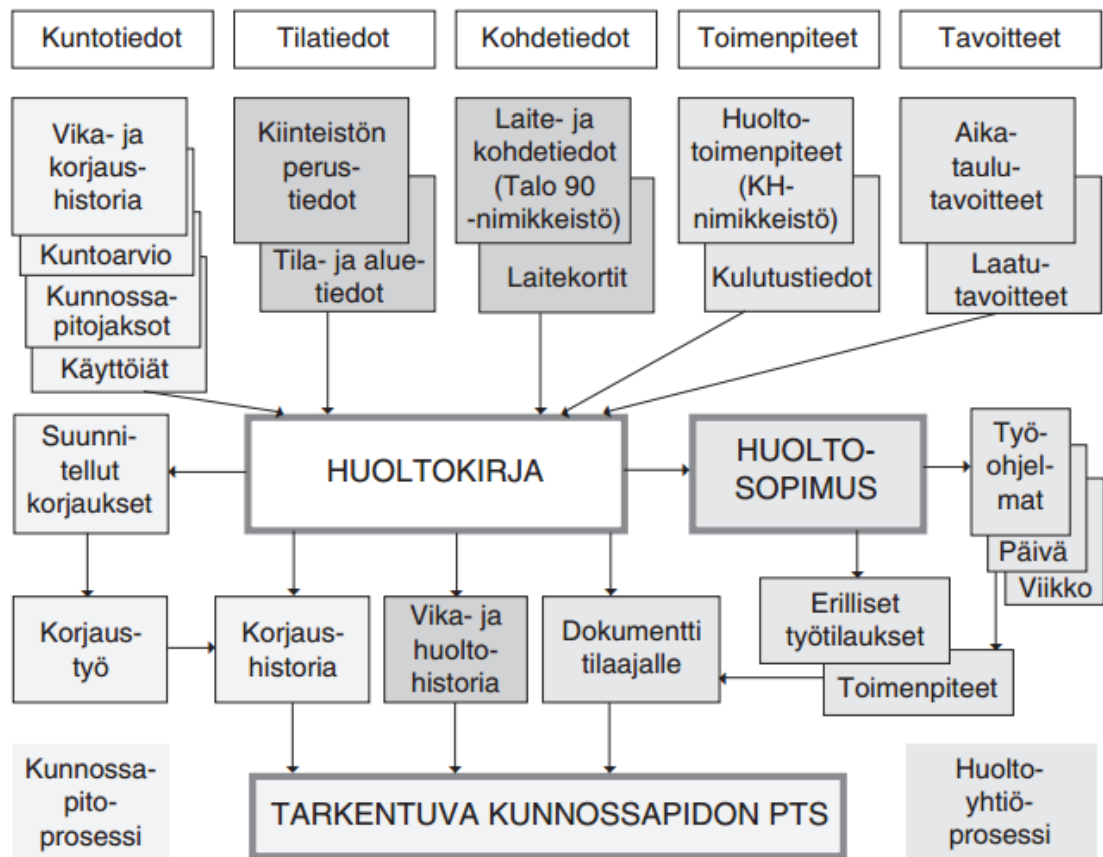 Kuntotiedot
Tilatiedot
Kohdetiedot
Toimenpiteet
Tavoitteet
Vika- ja
korjaus-
historia
Kuntoarvio
Kunnossa-
pitojaksot
Käyttöiät
Kiinteistön
perus-
tiedot
Tila- ja alue-
tiedot
Laite- ja
kohdetiedot
(Talo 90
-nimikkeistö)
Laitekortit
Huolto-
toimenpiteet
(KH-
nimikkeistö)
Kulutustiedot
Aika-
taulu-
tavoitteet
Laatu-
tavoitteet
Suunni-
tellut
korjaukset
HUOLTOKIRJA
HUOLTO-
SOPIMUS
Työ-
ohjel-
mat
Päivä
Viikko
Korjaus-
työ
Korjaus-
historia
Vika- ja
huolto-
historia
Dokumentti
tilaajalle
Erilliset
työtilaukset
Toimenpiteet
Kunnossa-
pito-
prosessi
TARKENTUVA KUNNOSSAPIDON PTS
Huolto-
yhtiö-
prosessi